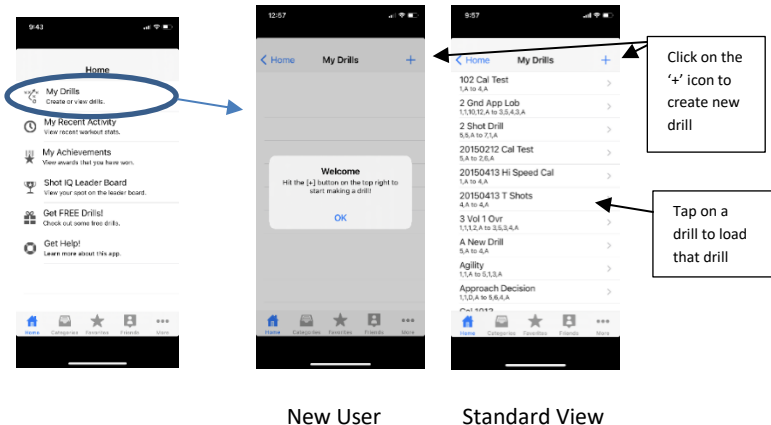 9:43
Home
My Drills
Create or view drills.
My Recent Activity
View recent workout stats.
My Achievements
View awards that you have won.
Shot IQ Leader Board
View your spot on the leader board.
Get FREE Drills!
Check out some free drills.
Get Help!
Learn more about this app.
Home Categories Favorites Friends More
12:57
Home My Drills +
Welcome
Hit the [+] button on the top right to
start making a drill!
OK
Home Categories Favorites Friends More
New User
9:57
Home My Drills +
102 Cal Test
1,A to 4,A
2 Gnd App Lob
1,1,10,12,A to 3,5,4,3,A
2 Shot Drill
5,5,A to 7,1,A
20150212 Cal Test
5,A to 2,6,A
20150413 Hi Speed Cal
1,A to 4,A
20150413 T Shots
4,A to 4,A
3 Vol 1 Ovr
1,1,1,2,A to 3,5,3,4,A
A New Drill
5,A to 4,A
Agility
1,1,A to 5,1,3,A
Approach Decision
1,1,D,A to 5,6,4,A
Cal 1012
Home Categories Favorites Friends More
Standard View
Click on the
‘+’ icon to
create new
drill
Tap on a
drill to load
that drill